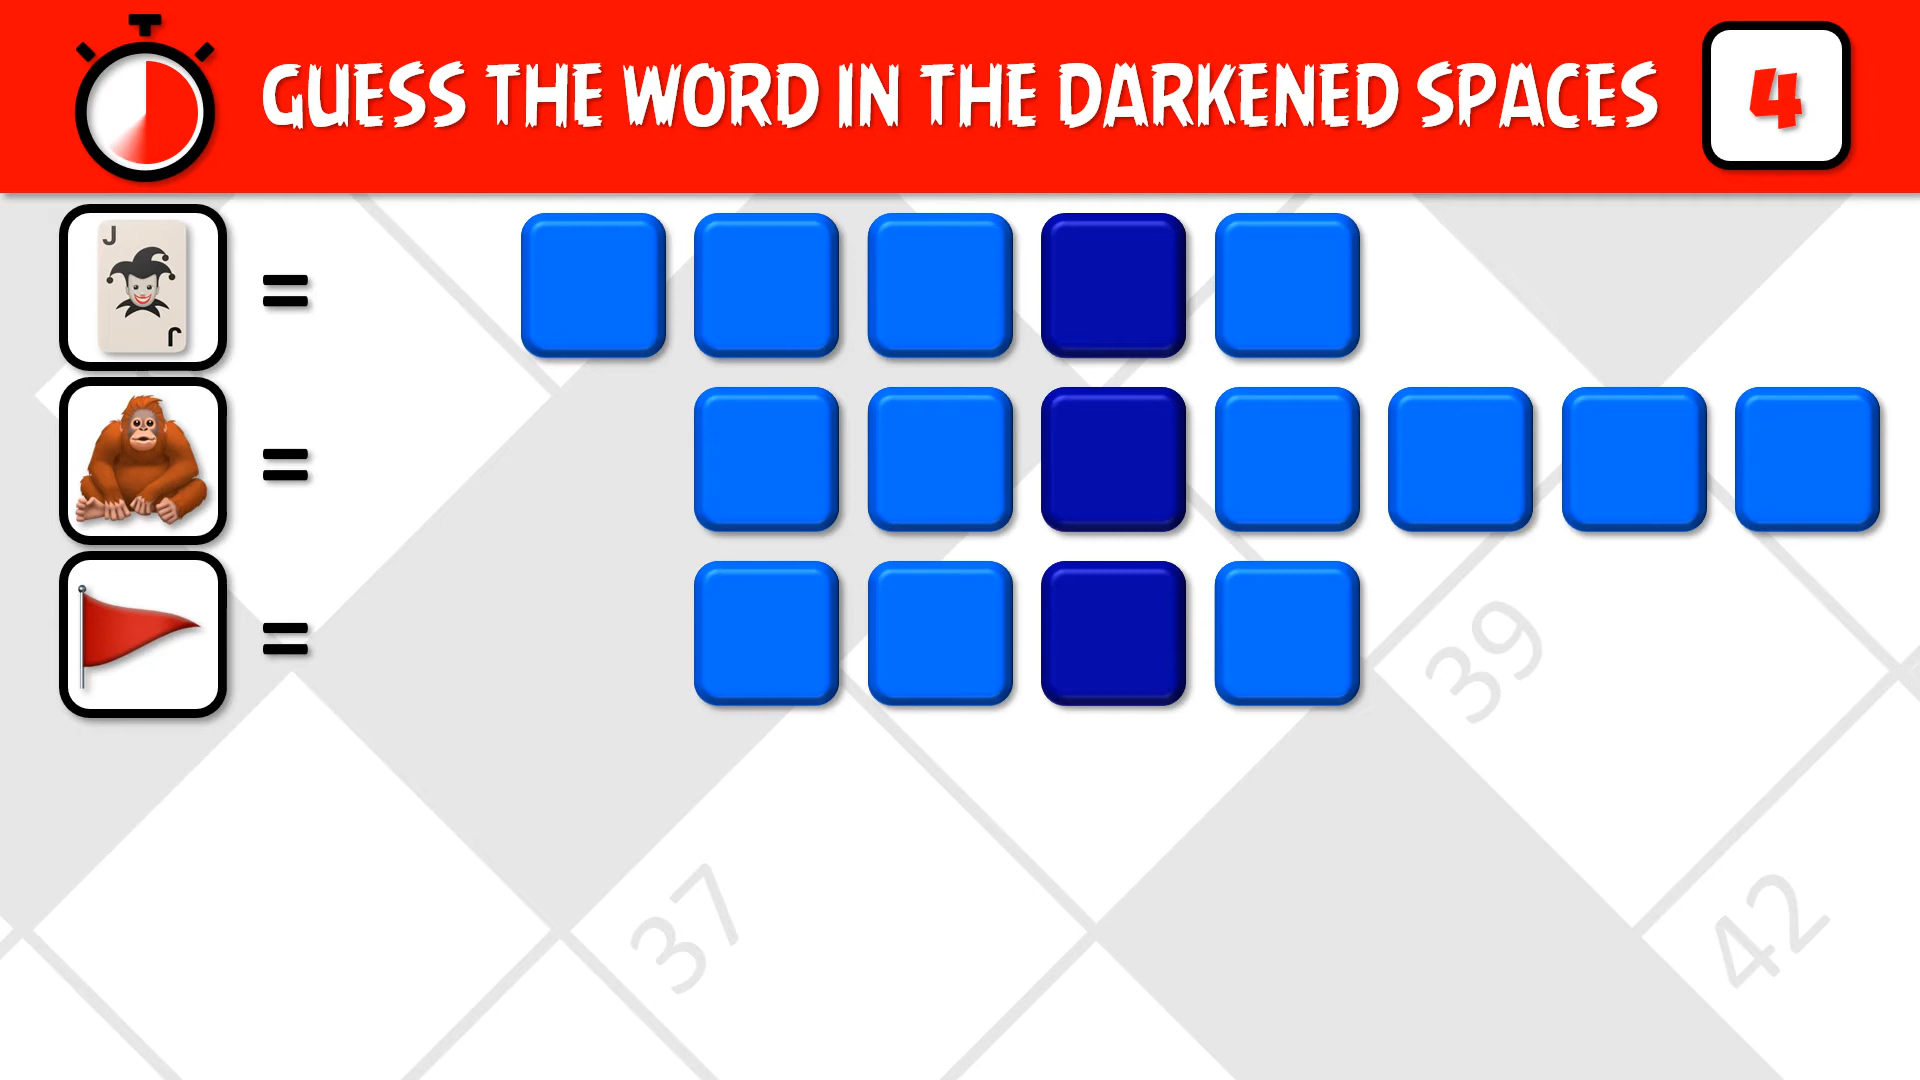 GUESS THE WORD IN THE DARKENED SPACES
4
J
J
=
=
=
39
37
42